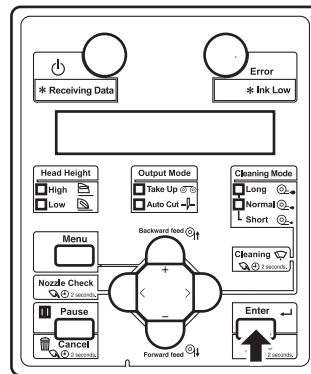 Error
* Receiving Data
* Ink Low
Head Height
High
Low
Output Mode
Take Up
Auto Cut
Cleaning Mode
Long
Normal
Short
Menu
Backward feed
+
Cleaning
2 seconds.
Nozzle Check
2 seconds.
< >
Pause
Enter
−
Cancel
2 seconds.
Forward feed
2 seconds.